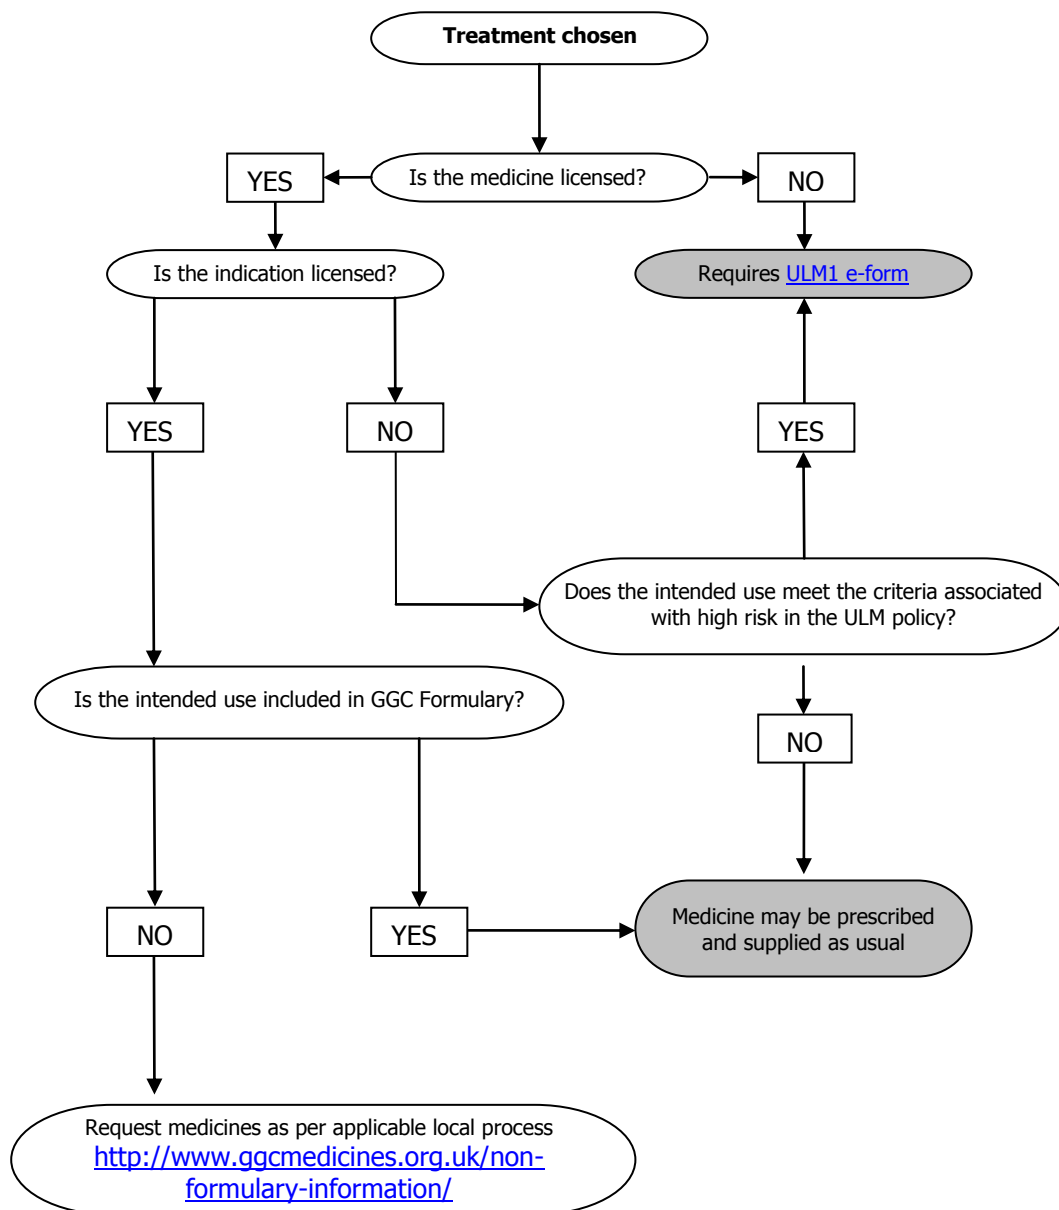 Treatment chosen
YES
Is the medicine licensed?
NO
Is the indication licensed?
Requires ULM1 e-form
YES
NO
YES
Does the intended use meet the criteria associated
with high risk in the ULM policy?
Is the intended use included in GGC Formulary?
NO
NO
YES
Medicine may be prescribed
and supplied as usual
Request medicines as per applicable local process
http://www.ggcmedicines.org.uk/non-
formulary-information/